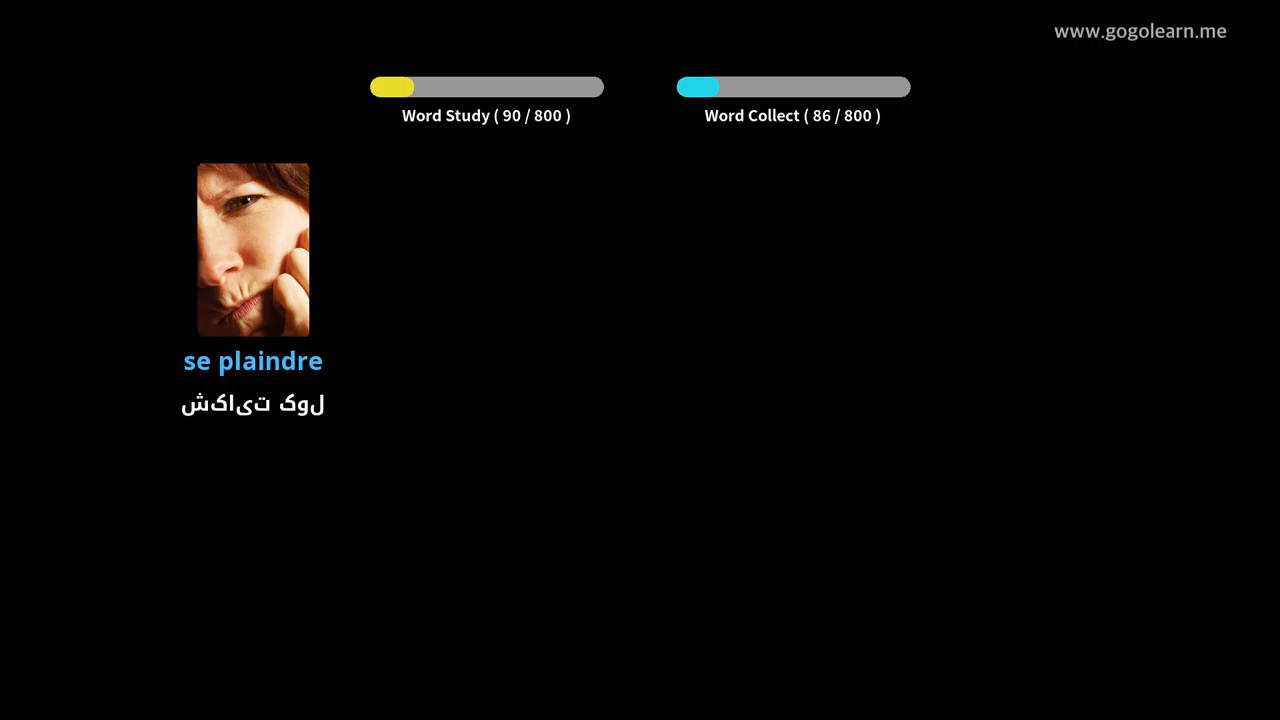 www.gogolearn.me
Word Study ( 90 / 800 )
Word Collect ( 86 / 800 )
se plaindre
شکایت کول